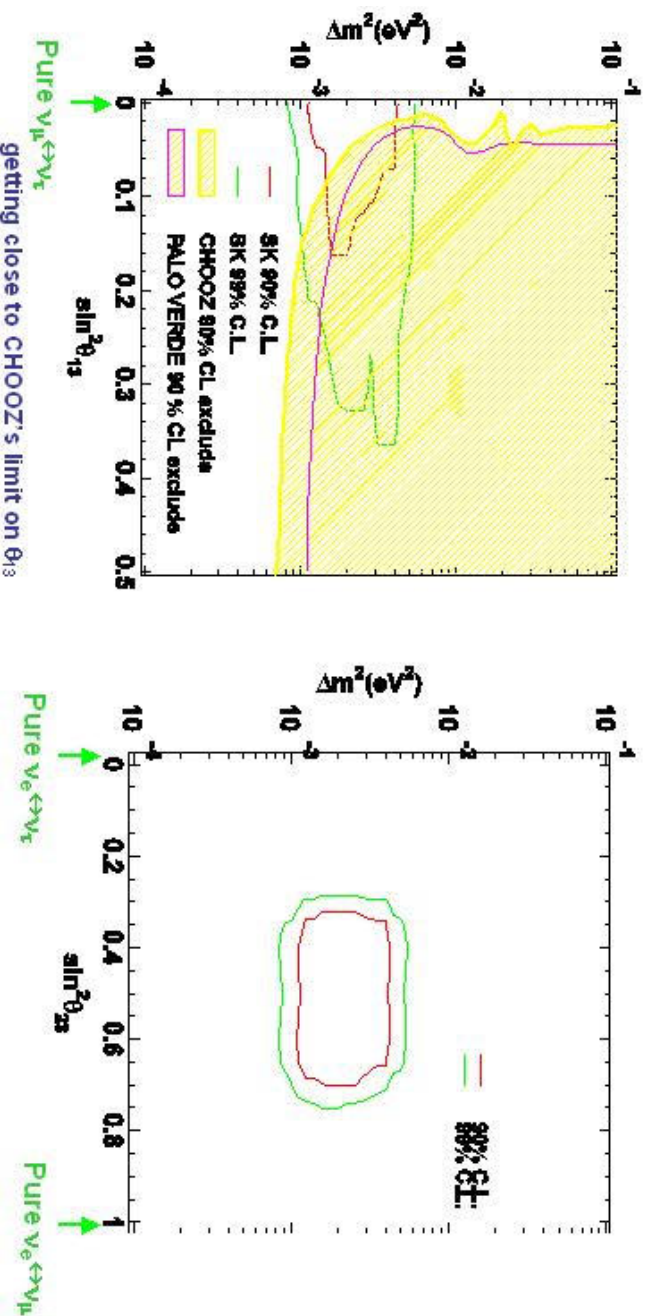 Δm²(eV²)
10⁻¹
10⁻²
10⁻³
10⁻⁴
SK 90% C.L.
SK 99% C.L.
CHOOZ 90% CL exclude
PALO VERDE 90 % CL exclude
0 0.1 0.2 0.3 0.4 0.5
sin²θ₁₃
Pure ν_μ↔ν_τ
getting close to CHOOZ's limit on θ₁₃
Δm²(eV²)
10⁻¹
10⁻²
10⁻³
10⁻⁴
90% C.L.
99% C.L.
0 0.2 0.4 0.6 0.8 1
sin²θ₂₃
Pure ν_e↔ν_τ
Pure ν_e↔ν_μ